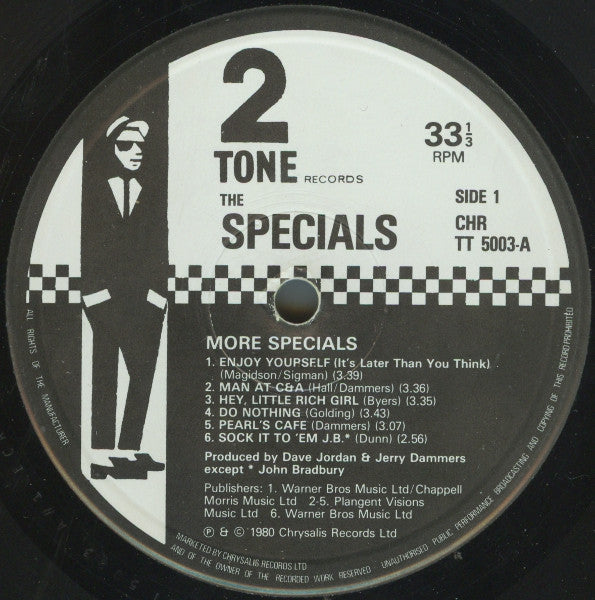 2
TONE RECORDS
THE
SPECIALS
33⅓
RPM
SIDE 1
CHR
TT 5003-A
MORE SPECIALS
1. ENJOY YOUPSELF (It's Later Than You Think)
(Magidson/Sigman) (3.39)
2. MAN AT C&A (Hall/Dammers) (3.36)
3. HEY, LITTLE RICH GIRL (Byers) (3.35)
4. DO NOTHING (Golding) (3.43)
5. PEARL'S CAFE (Dammers) (3.07)
6. SOCK IT TO 'EM J.B.* (Dunn) (2.56)
Produced by Dave Jordan & Jerry Dammers
except * John Bradbury
Publishers: 1. Warner Bros Music Ltd/Chappell
Morris Music Ltd 2-5. Plangent Visions
Music Ltd 6. Warner Bros Music Ltd
℗ & © 1980 Chrysalis Records Ltd
MARKETED BY CHRYSALIS RECORDS LTD
ALL RIGHTS OF THE MANUFACTURER
AND OF THE OWNER OF THE RECORDED WORK RESERVED UNAUTHORISED PUBLIC PERFORMANCE BROADCASTING AND COPYING OF THIS RECORD PROHIBITED